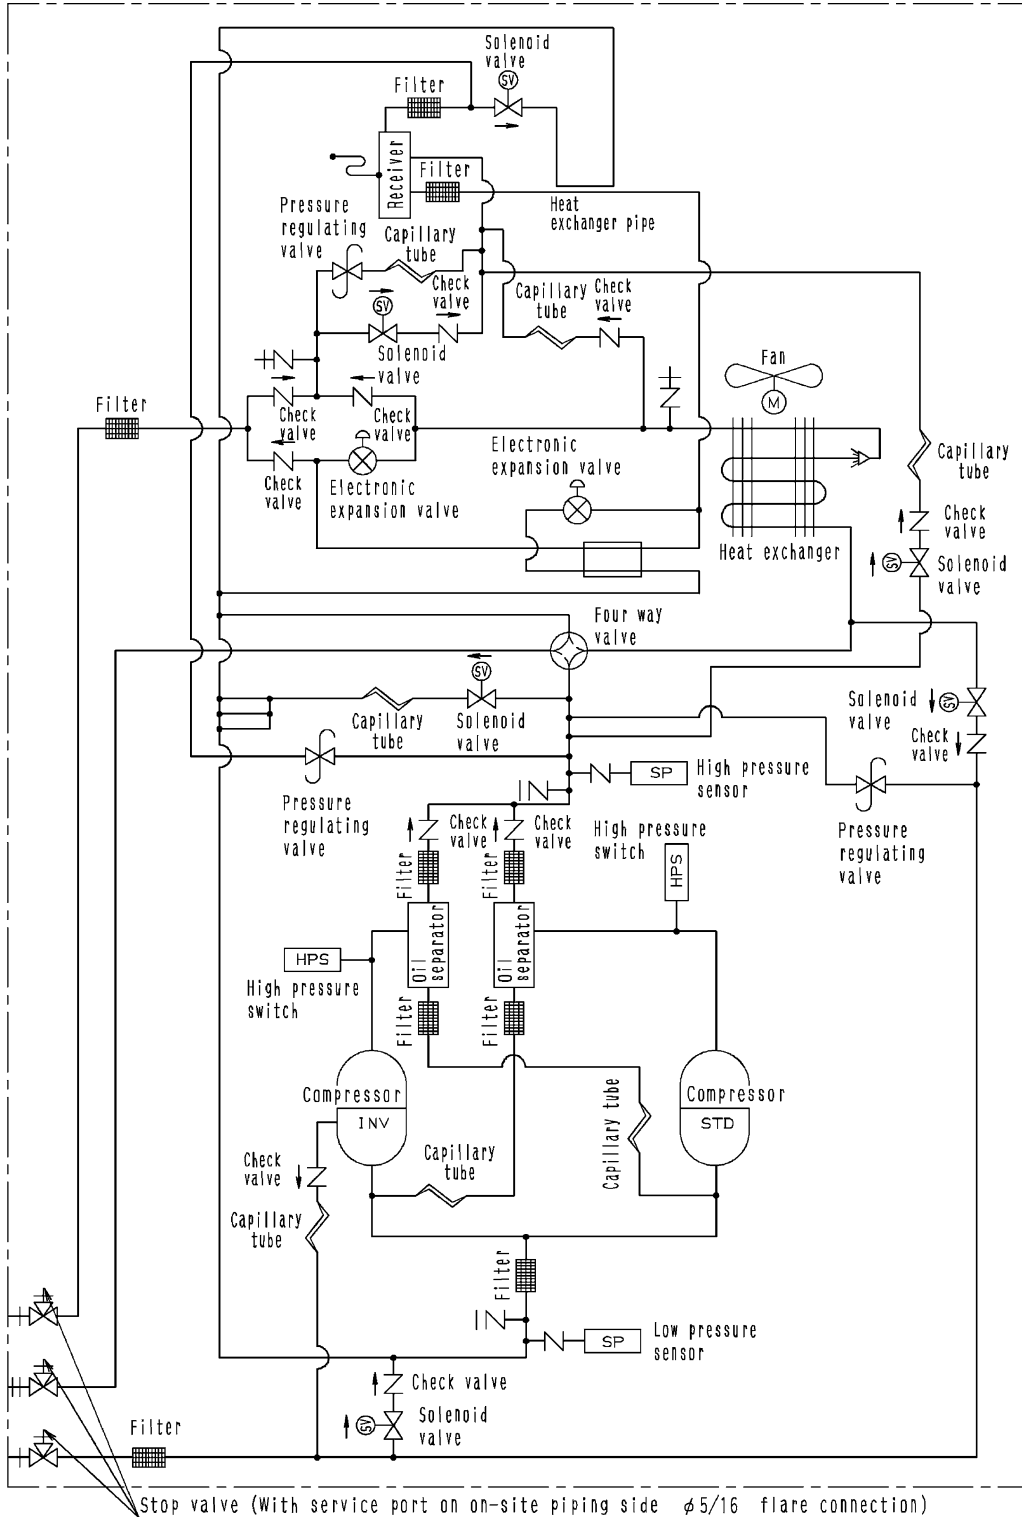 Solenoid
valve
SV
Filter
Receiver
Filter
Heat
exchanger pipe
Pressure
regulating
valve
Capillary
tube
Check
valve
SV
Solenoid
valve
Capillary
tube
Check
valve
Fan
M
Filter
Check
valve
Check
valve
Check
valve
Electronic
expansion valve
Electronic
expansion valve
Heat exchanger
Capillary
tube
Check
valve
SV
Solenoid
valve
Four way
valve
SV
Capillary
tube
Solenoid
valve
Solenoid
valve
SV
Check
valve
Pressure
regulating
valve
SP
High pressure
sensor
Check
valve
Check
valve
High pressure
switch
HPS
Pressure
regulating
valve
Filter
Filter
Oil
separator
Oil
separator
HPS
High pressure
switch
Filter
Filter
Compressor
INV
Compressor
STD
Capillary tube
Check
valve
Capillary
tube
Capillary
tube
Filter
SP
Low pressure
sensor
Check valve
SV
Solenoid
valve
Filter
Stop valve (With service port on on-site piping side φ5/16 flare connection)